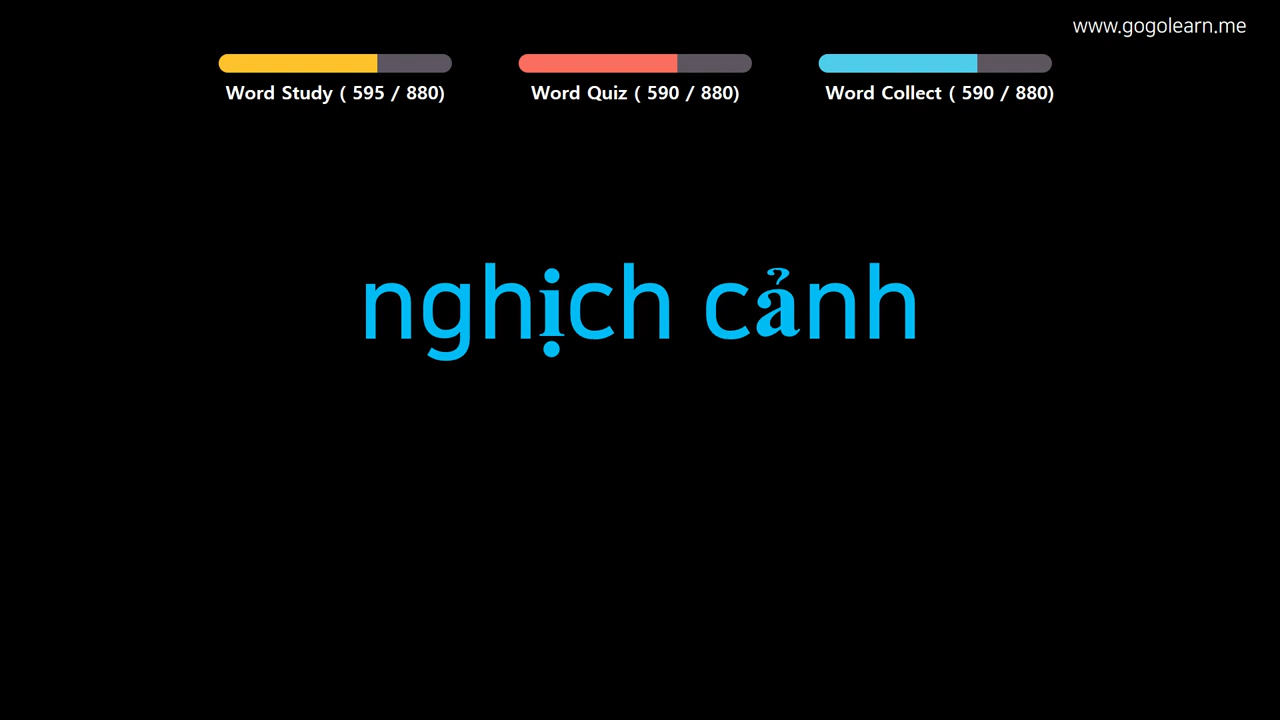 www.gogolearn.me
Word Study ( 595 / 880)
Word Quiz ( 590 / 880)
Word Collect ( 590 / 880)
nghịch cảnh